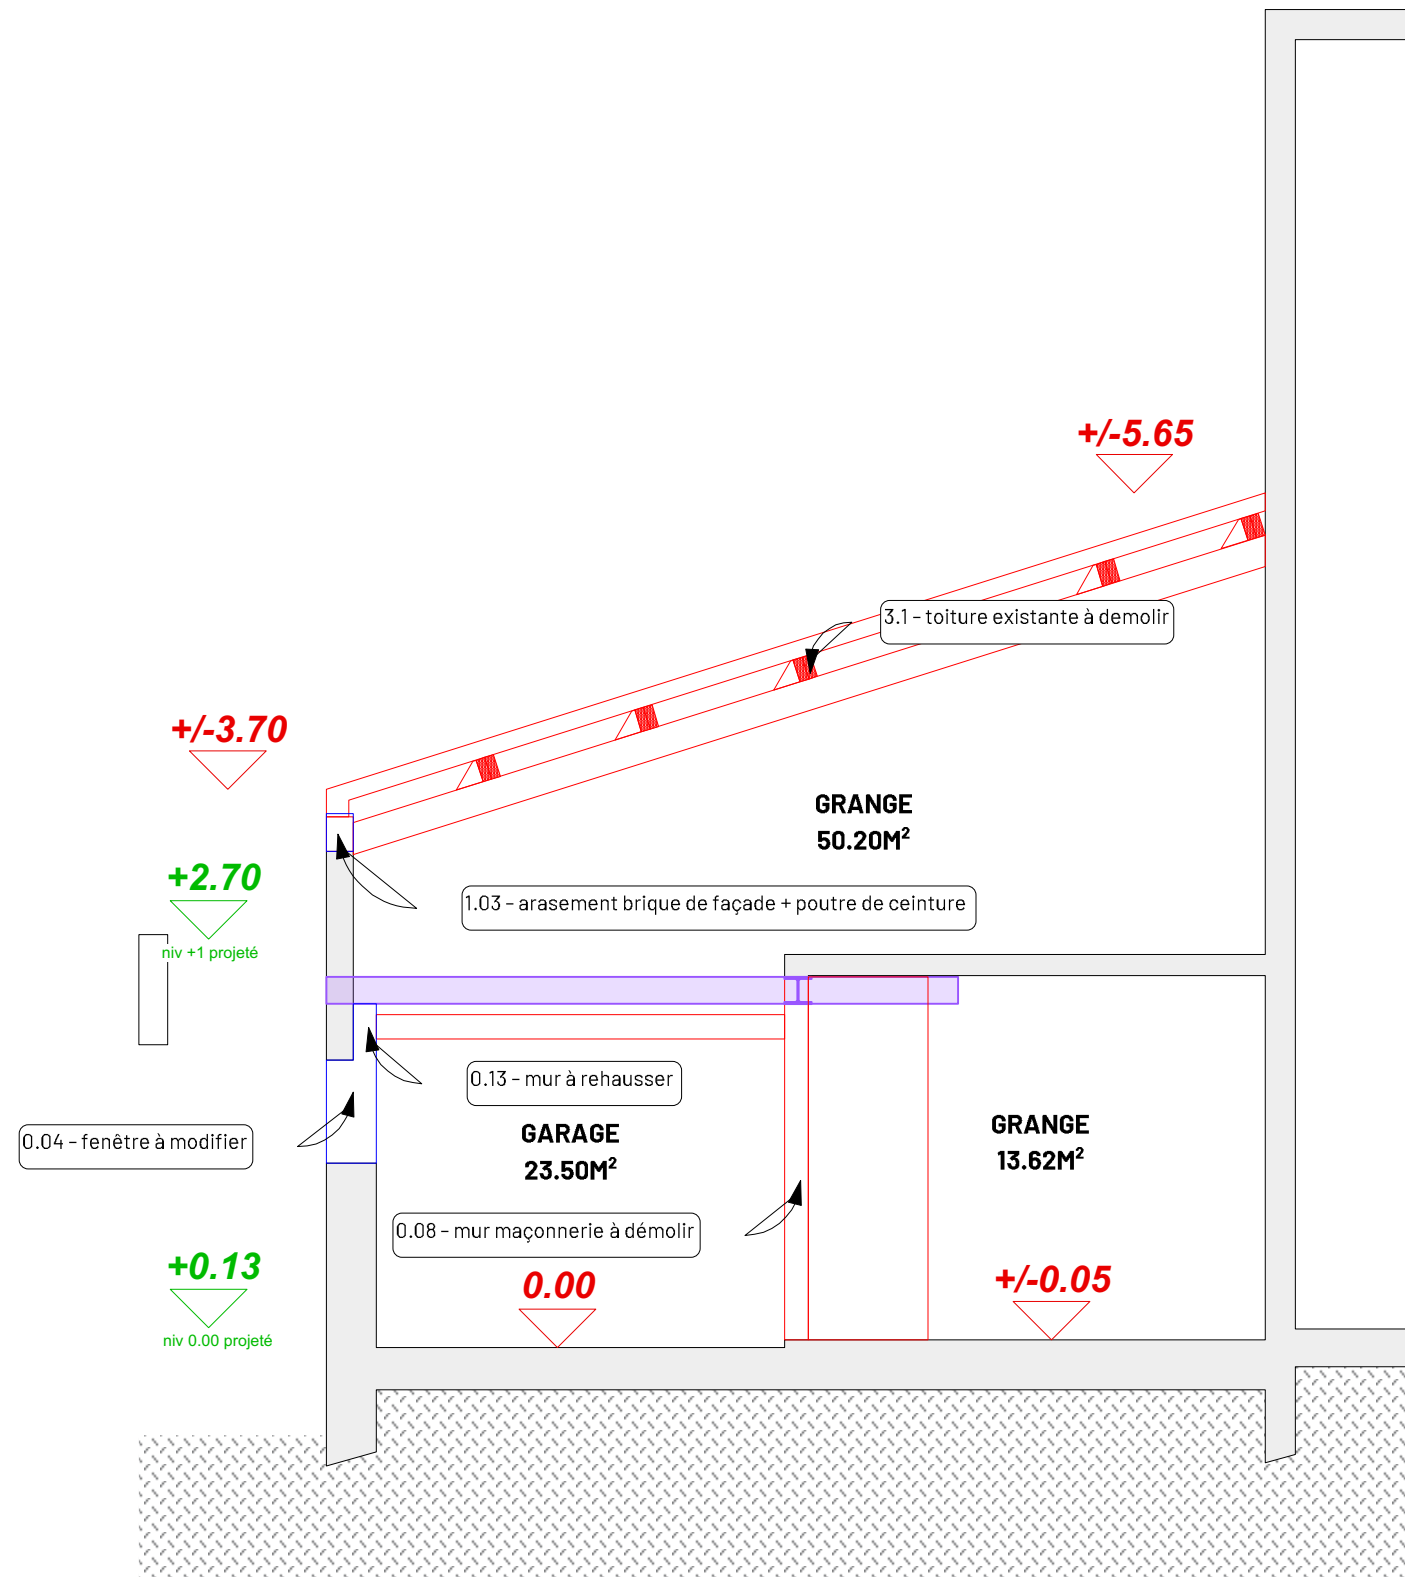 +/-5.65
3.1 - toiture existante à demolir
+/-3.70
GRANGE
50.20M²
+2.70
niv +1 projeté
1.03 - arasement brique de façade + poutre de ceinture
0.13 - mur à rehausser
0.04 - fenêtre à modifier
GARAGE
23.50M²
GRANGE
13.62M²
0.08 - mur maçonnerie à démolir
+0.13
niv 0.00 projeté
0.00
+/-0.05